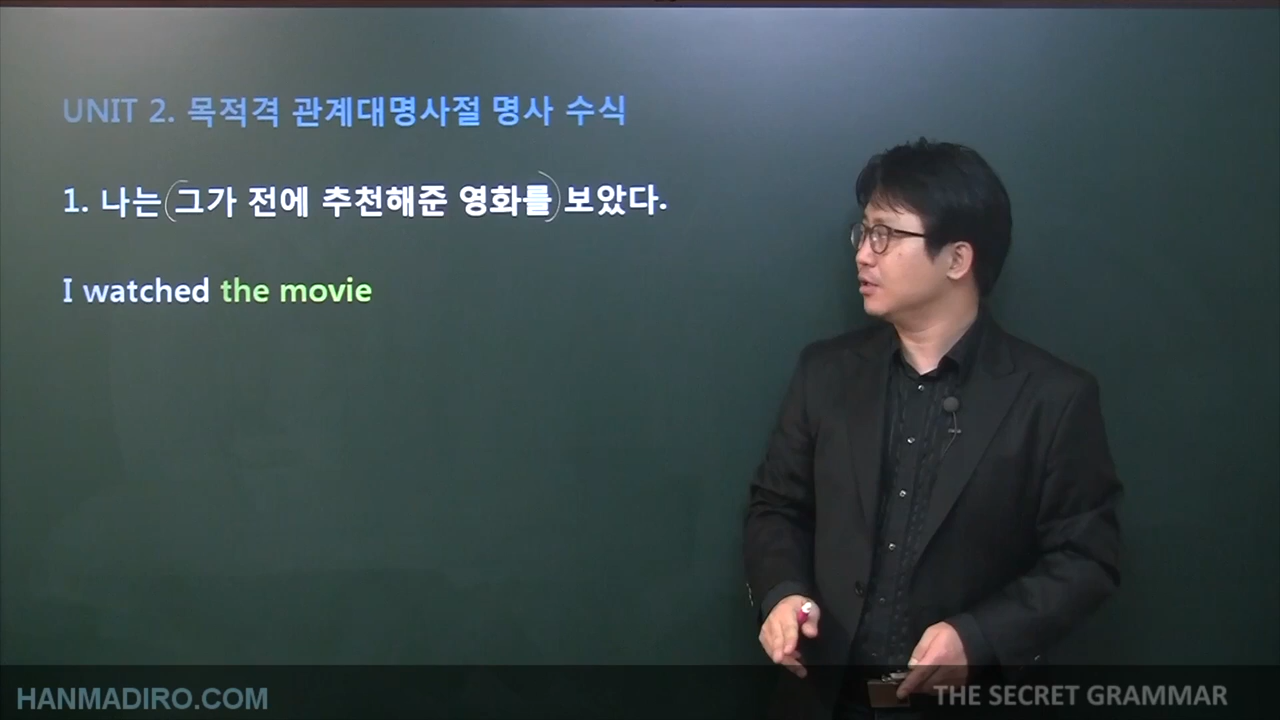 UNIT 2. 목적격 관계대명사절 명사 수식
1. 나는(그가 전에 추천해준 영화를) 보았다.
I watched the movie
HANMADIRO.COM
THE SECRET GRAMMAR